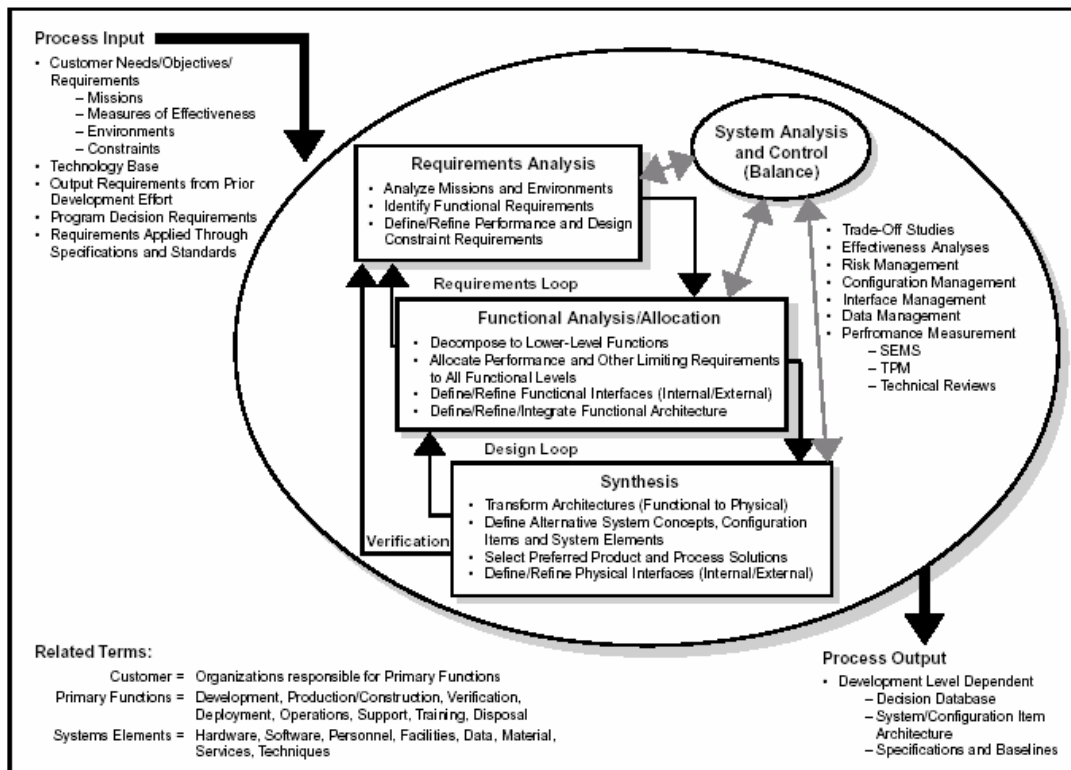 Process Input
• Customer Needs/Objectives/
Requirements
– Missions
– Measures of Effectiveness
– Environments
– Constraints
• Technology Base
• Output Requirements from Prior
Development Effort
• Program Decision Requirements
• Requirements Applied Through
Specifications and Standards
System Analysis
and Control
(Balance)
Requirements Analysis
• Analyze Missions and Environments
• Identify Functional Requirements
• Define/Refine Performance and Design
Constraint Requirements
• Trade-Off Studies
• Effectiveness Analyses
• Risk Management
• Configuration Management
• Interface Management
• Data Management
• Perfromance Measurement
– SEMS
– TPM
– Technical Reviews
Requirements Loop
Functional Analysis/Allocation
• Decompose to Lower-Level Functions
• Allocate Performance and Other Limiting Requirements
to All Functional Levels
• Define/Refine Functional Interfaces (Internal/External)
• Define/Refine/Integrate Functional Architecture
Design Loop
Synthesis
• Transform Architectures (Functional to Physical)
• Define Alternative System Concepts, Configuration
Items and System Elements
• Select Preferred Product and Process Solutions
• Define/Refine Physical Interfaces (Internal/External)
Verification
Related Terms:
Customer = Organizations responsible for Primary Functions
Primary Functions = Development, Production/Construction, Verification,
Deployment, Operations, Support, Training, Disposal
Systems Elements = Hardware, Software, Personnel, Facilities, Data, Material,
Services, Techniques
Process Output
• Development Level Dependent
– Decision Database
– System/Configuration Item
Architecture
– Specifications and Baselines